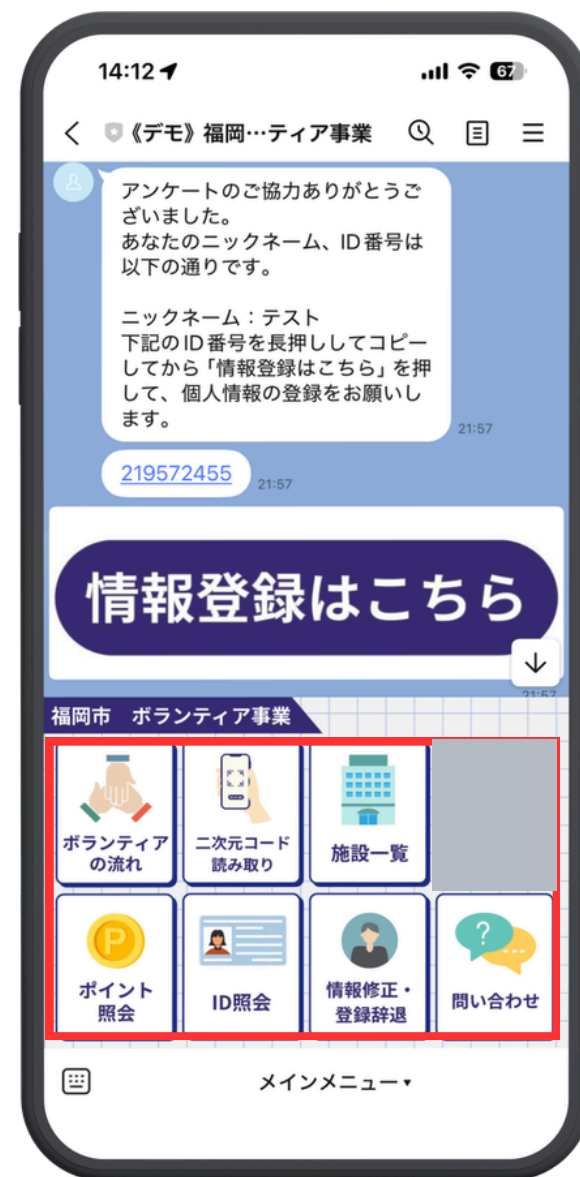 14:12
67
《デモ》福岡…ティア事業
アンケートのご協力ありがとうご
ざいました。
あなたのニックネーム、ID番号は
以下の通りです。
ニックネーム：テスト
下記のID番号を長押ししてコピー
してから「情報登録はこちら」を押
して、個人情報の登録をお願いし
ます。
21:57
219572455
21:57
情報登録はこちら
21:57
福岡市 ボランティア事業
ボランティア
の流れ
二次元コード
読み取り
施設一覧
P
ポイント
照会
ID照会
情報修正・
登録辞退
?
問い合わせ
メインメニュー▼